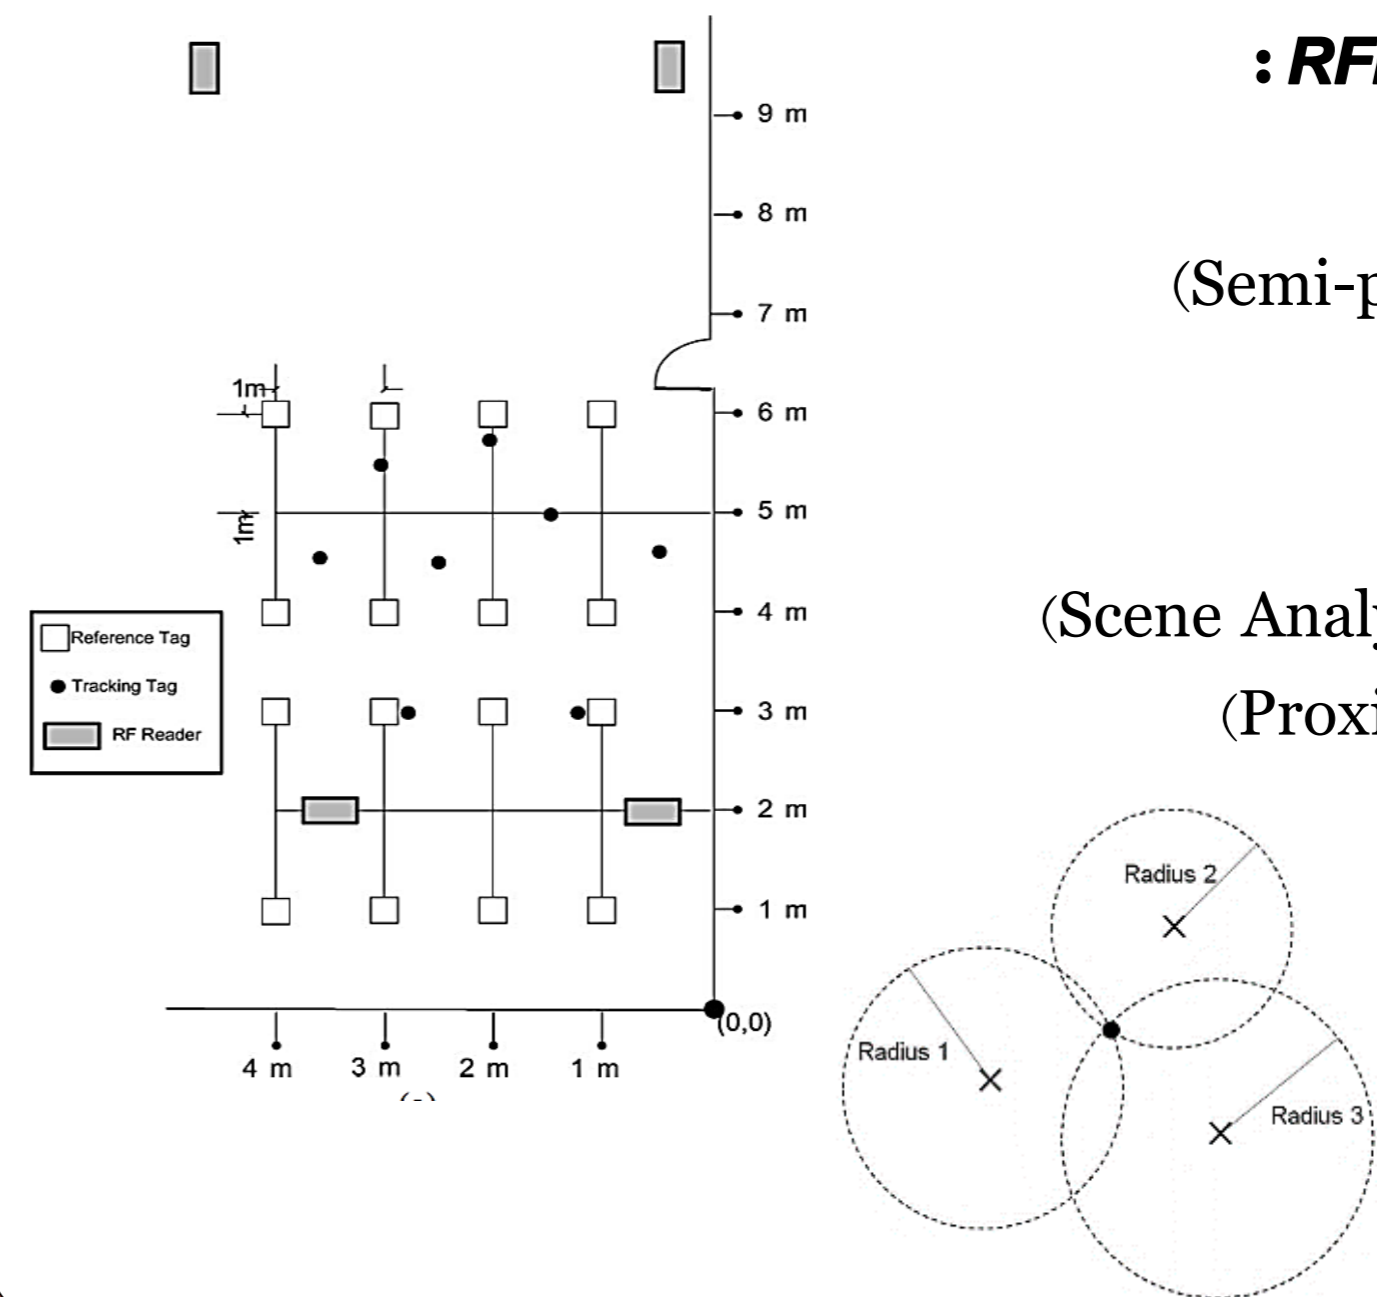 : RF
9 m
8 m
(Semi-p
7 m
1m
6 m
5 m
1m
4 m
Reference Tag
Tracking Tag
RF Reader
(Scene Anal
3 m
(Proxi
2 m
Radius 2
1 m
(0,0)
4 m
3 m
2 m
1 m
Radius 1
Radius 3